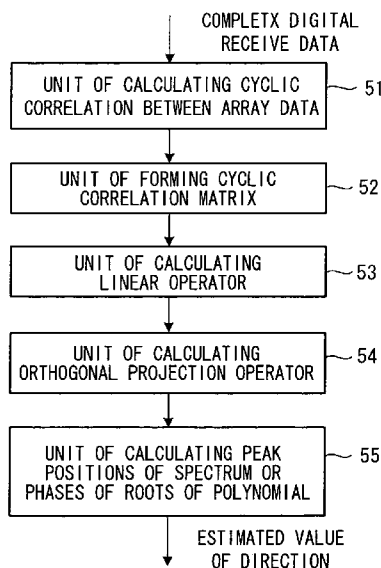 COMPLETX DIGITAL
RECEIVE DATA
UNIT OF CALCULATING CYCLIC
CORRELATION BETWEEN ARRAY DATA
51
UNIT OF FORMING CYCLIC
CORRELATION MATRIX
52
UNIT OF CALCULATING
LINEAR OPERATOR
53
UNIT OF CALCULATING
ORTHOGONAL PROJECTION OPERATOR
54
UNIT OF CALCULATING PEAK
POSITIONS OF SPECTRUM OR
PHASES OF ROOTS OF POLYNOMIAL
55
ESTIMATED VALUE
OF DIRECTION